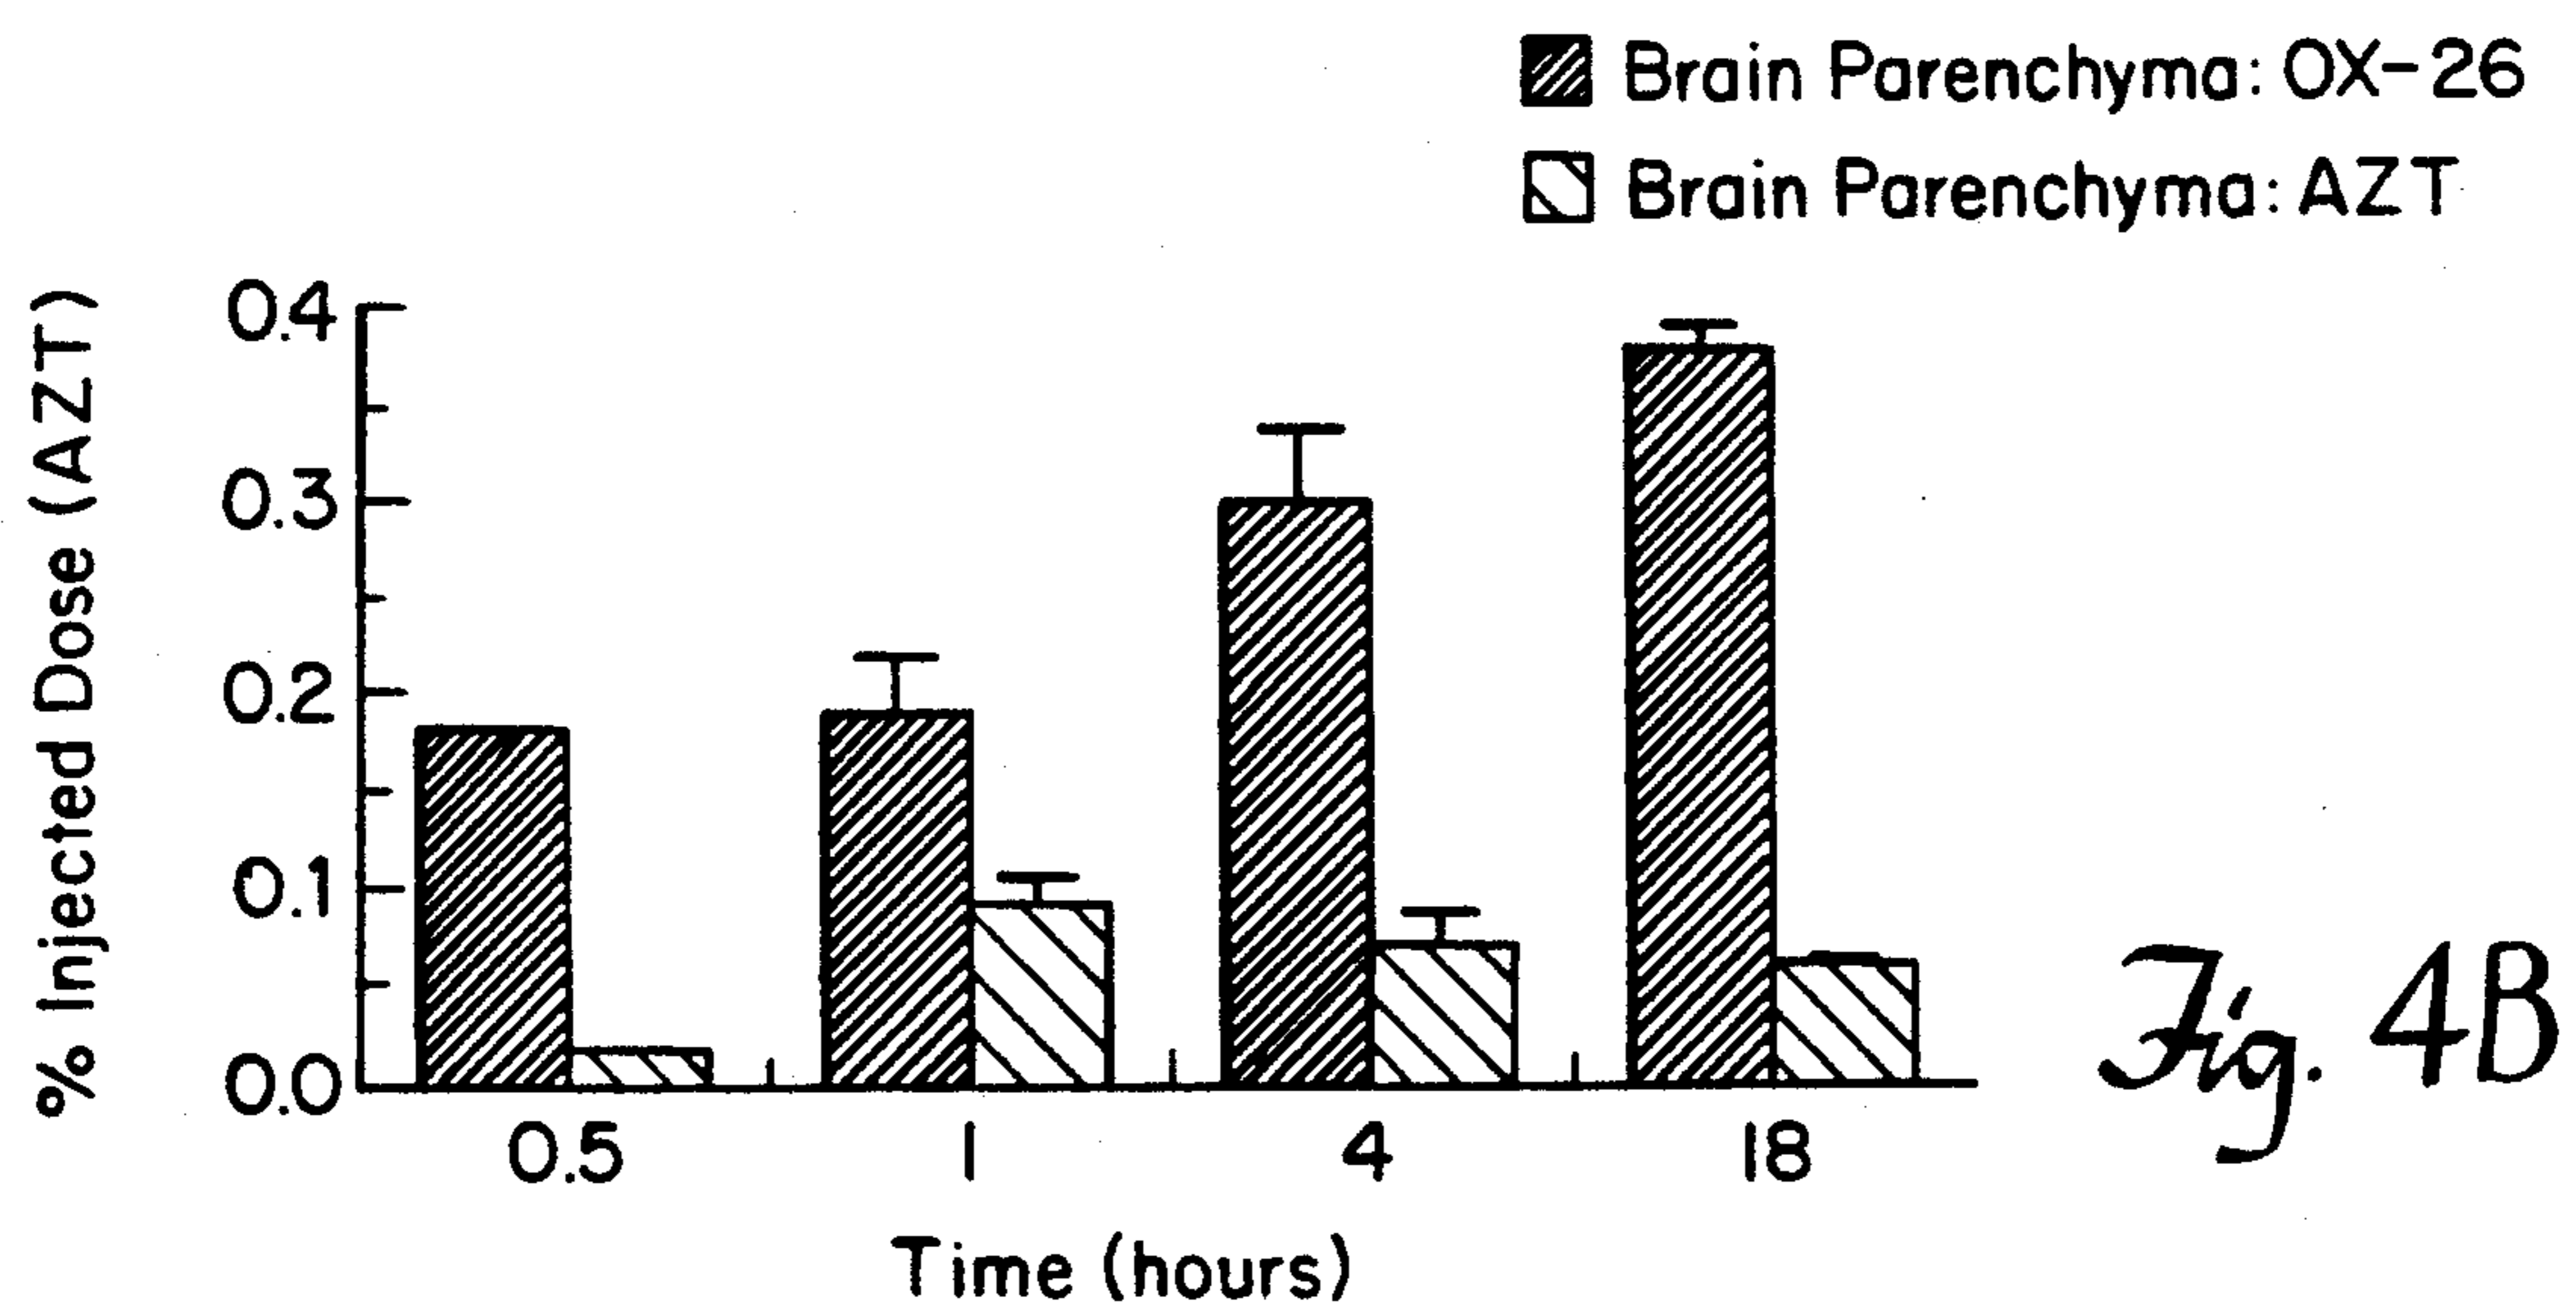 Brain Parenchyma: OX-26
Brain Parenchyma: AZT
% Injected Dose (AZT)
0.4
0.3
0.2
0.1
0.0
0.5 1 4 18
Time (hours)
Fig. 4B